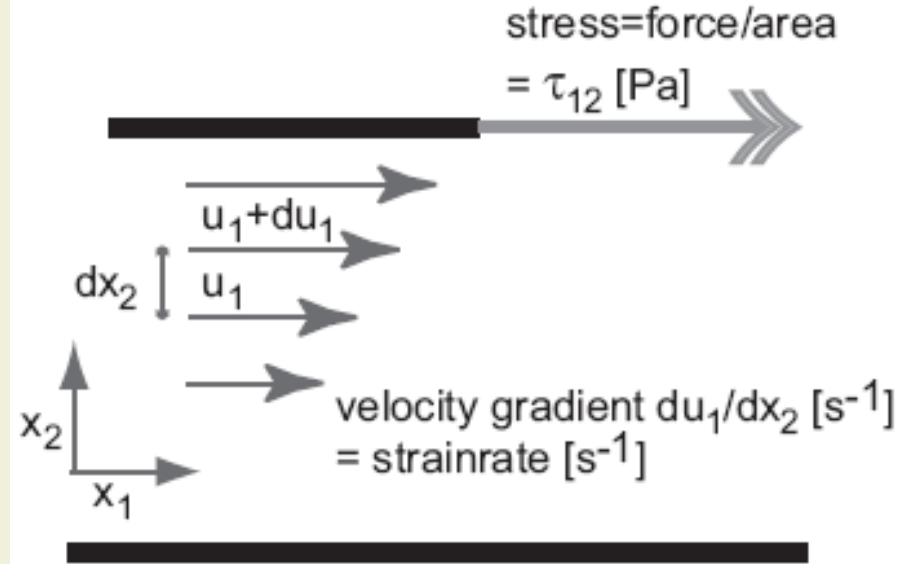 stress=force/area
= τ12 [Pa]
u1+du1
dx2
u1
velocity gradient du1/dx2 [s-1]
= strainrate [s-1]
x2
x1